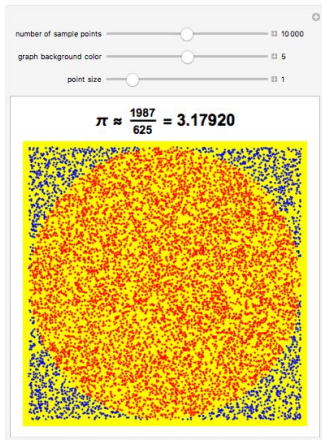 number of sample points 10 000
graph background color 5
point size 1
π ≈ 1987/625 = 3.17920